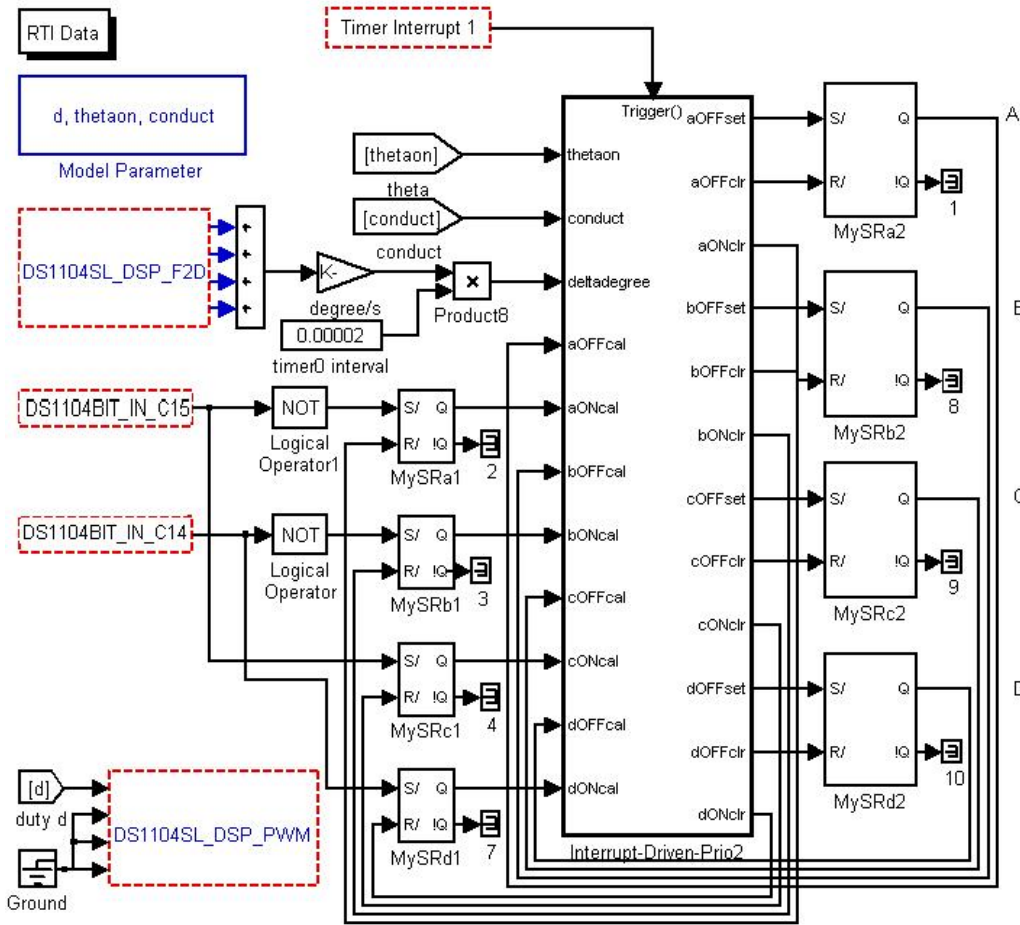 RTI Data
Timer Interrupt 1
d, thetaon, conduct
Model Parameter
DS1104SL_DSP_F2D
[thetaon]
theta
[conduct]
conduct
K-
degree/s
Product8
0.00002
timer0 interval
DS1104BIT_IN_C15
NOT
Logical
Operator1
S/ Q
R/ !Q
MySRa1
2
DS1104BIT_IN_C14
NOT
Logical
Operator
S/ Q
R/ !Q
MySRb1
3
S/ Q
R/ !Q
MySRc1
4
S/ Q
R/ !Q
MySRd1
7
[d]
duty d
DS1104SL_DSP_PWM
Ground
Trigger()
thetaon
conduct
deltadegree
aOFFcal
aONcal
bOFFcal
bONcal
cOFFcal
cONcal
dOFFcal
dONcal
aOFFset
aOFFclr
aONclr
bOFFset
bOFFclr
bONclr
cOFFset
cOFFclr
cONclr
dOFFset
dOFFclr
dONclr
Interrupt-Driven-Prio2
S/ Q
R/ !Q
MySRa2
1
A
S/ Q
R/ !Q
MySRb2
8
S/ Q
R/ !Q
MySRc2
9
S/ Q
R/ !Q
MySRd2
10